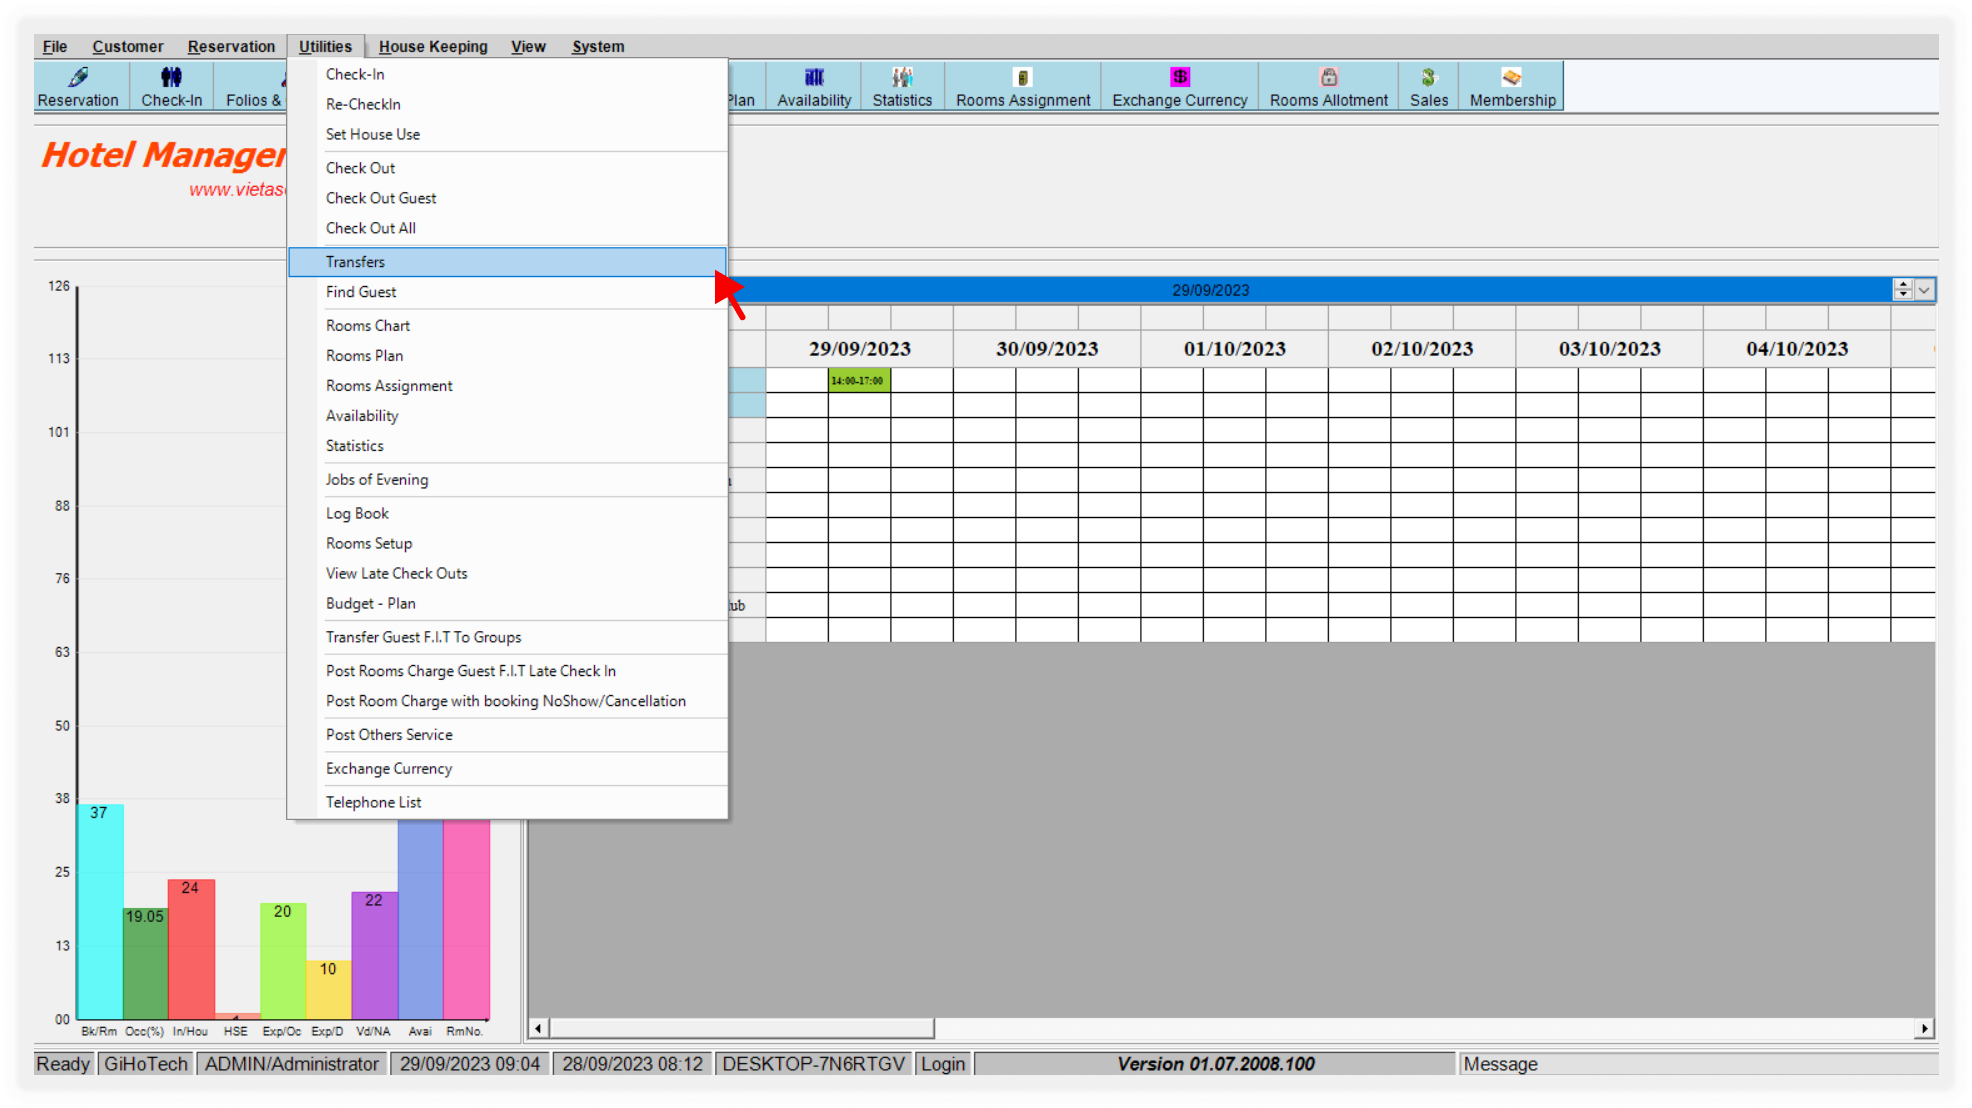 File Customer Reservation Utilities House Keeping View System
Reservation Check-In Folios & Plan Availability Statistics Rooms Assignment Exchange Currency Rooms Allotment Sales Membership
Check-In
Re-CheckIn
Set House Use
Check Out
Check Out Guest
Check Out All
Transfers
Find Guest
Rooms Chart
Rooms Plan
Rooms Assignment
Availability
Statistics
Jobs of Evening
Log Book
Rooms Setup
View Late Check Outs
Budget - Plan
Transfer Guest F.I.T To Groups
Post Rooms Charge Guest F.I.T Late Check In
Post Room Charge with booking NoShow/Cancellation
Post Others Service
Exchange Currency
Telephone List
Hotel Manager
www.vietas
29/09/2023
29/09/2023 30/09/2023 01/10/2023 02/10/2023 03/10/2023 04/10/2023
14:00-17:00
lub
126
113
101
88
76
63
50
38
25
13
00
37
19.05
24
20
10
22
Bk/Rm Occ(%) In/Hou HSE Exp/Oc Exp/D Vd/NA Avai RmNo.
Ready GiHoTech ADMIN/Administrator 29/09/2023 09:04 28/09/2023 08:12 DESKTOP-7N6RTGV Login Version 01.07.2008.100 Message